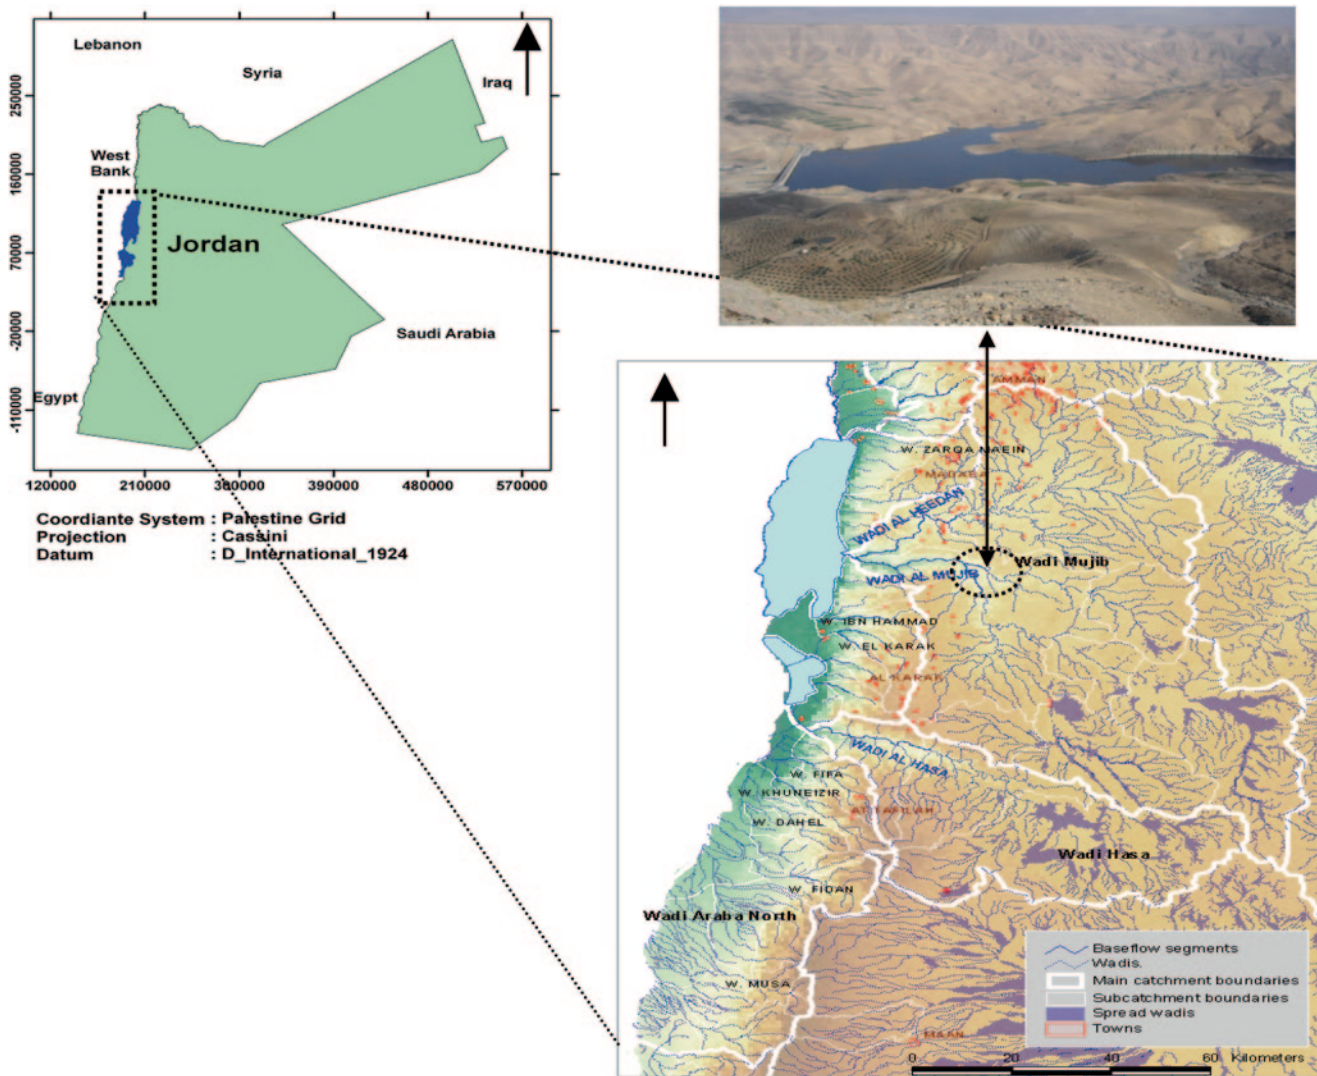 Lebanon
Syria
Iraq
West
Bank
Jordan
Saudi Arabia
Egypt
250000
160000
70000
-200000
-110000
120000
210000
300000
390000
480000
570000
Coordiante System : Palestine Grid
Projection : Cassini
Datum : D_International_1924
AMMAN
W. ZARQA MAEIN
MADABA
WADI AL HEEDAN
Wadi Mujib
WADI AL MUJIB
W. IBN HAMMAD
W. EL KARAK
AL KARAK
WADI AL HASA
W. FIFA
W. KHUNEIZIR
AT TAFILAH
W. DAHEL
Wadi Hasa
W. FIDAN
Wadi Araba North
W. MUSA
MAAN
Baseflow segments
Wadis.
Main catchment boundaries
Subcatchment boundaries
Spread wadis
Towns
0 20 40 60 Kilometers